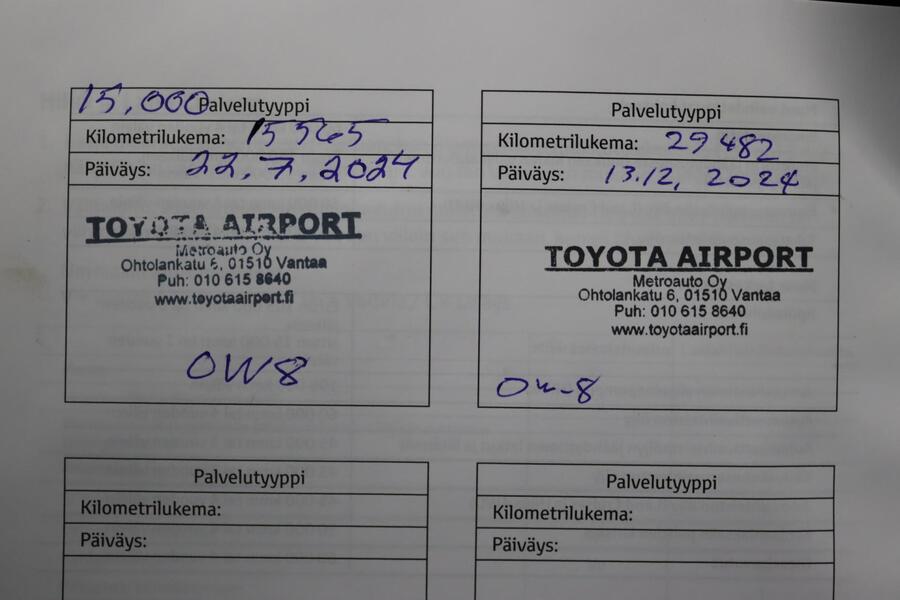 15,000 Palvelutyyppi
Kilometrilukema: 15565
Päiväys: 22.7.2024
TOYOTA AIRPORT
Metroauto Oy
Ohtolankatu 6, 01510 Vantaa
Puh: 010 615 8640
www.toyotaairport.fi
OW8
Palvelutyyppi
Kilometrilukema: 29482
Päiväys: 13.12. 2024
TOYOTA AIRPORT
Metroauto Oy
Ohtolankatu 6, 01510 Vantaa
Puh: 010 615 8640
www.toyotaairport.fi
OW-8
Palvelutyyppi
Kilometrilukema:
Päiväys:
Palvelutyyppi
Kilometrilukema:
Päiväys: